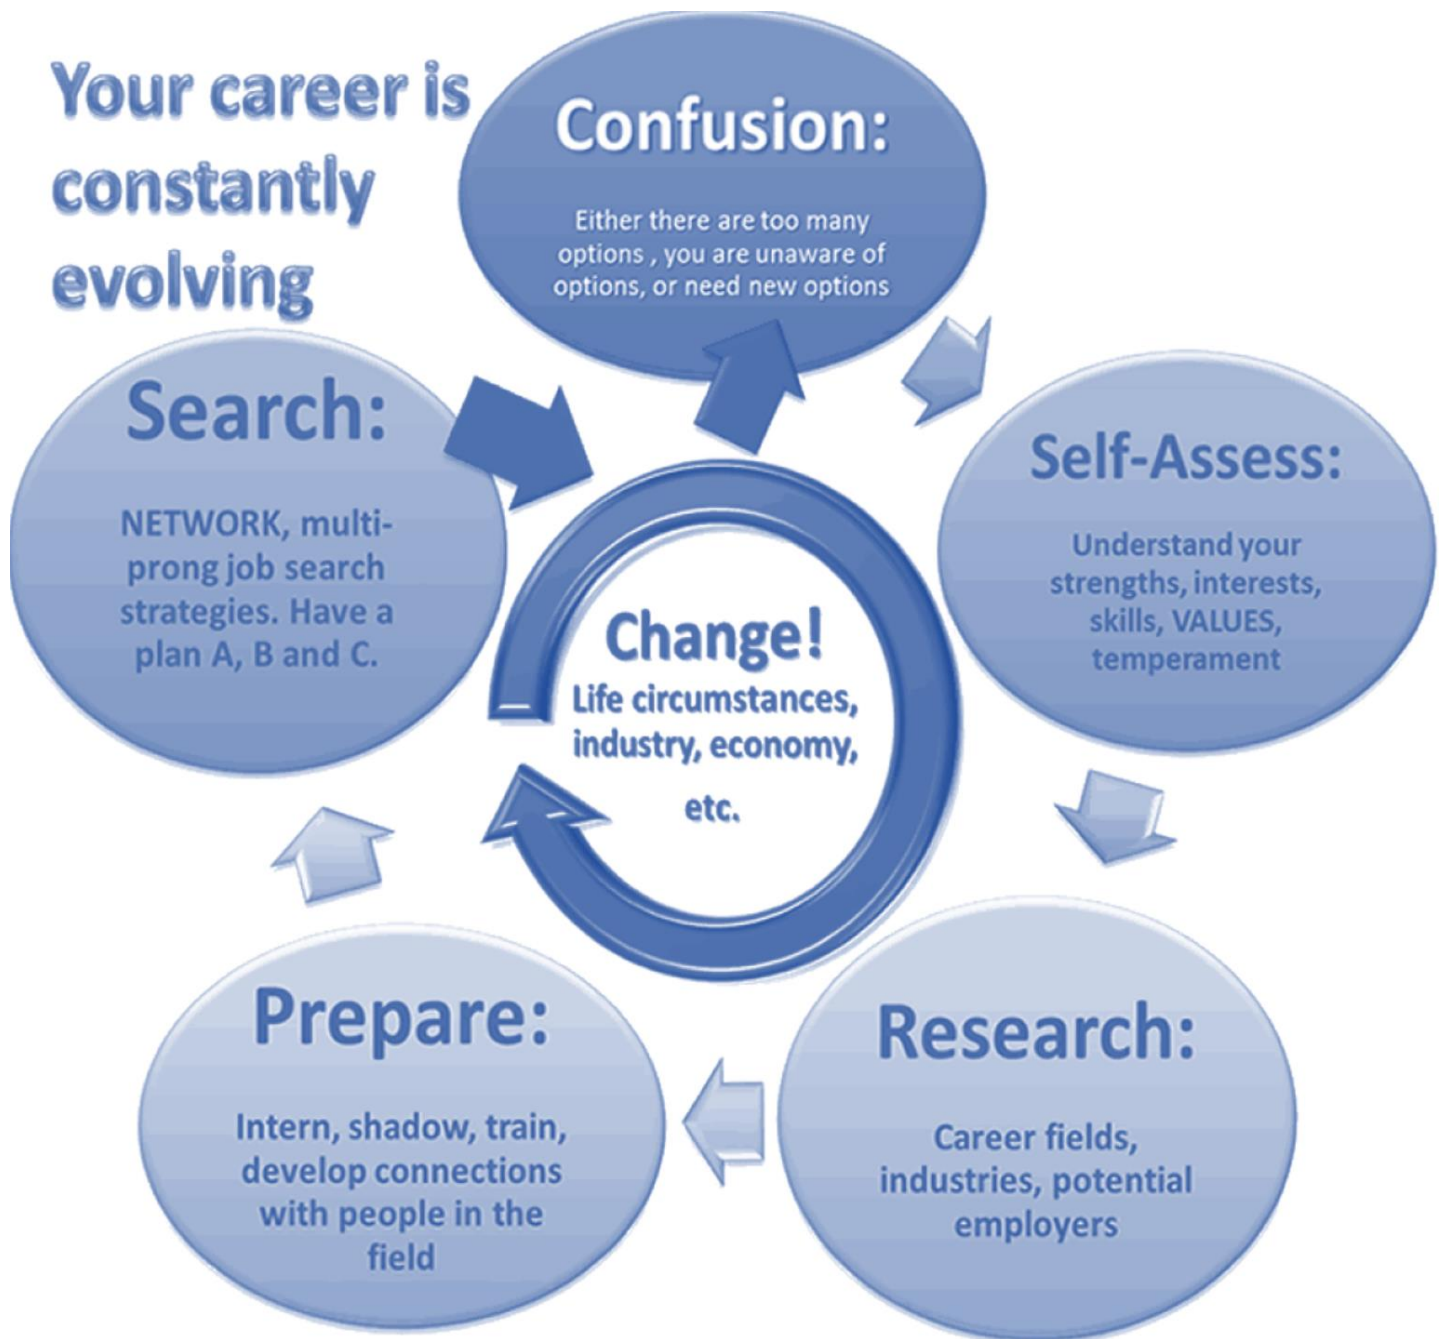 Your career is
constantly
evolving
Confusion:
Either there are too many
options , you are unaware of
options, or need new options
Self-Assess:
Understand your
strengths, interests,
skills, VALUES,
temperament
Research:
Career fields,
industries, potential
employers
Prepare:
Intern, shadow, train,
develop connections
with people in the
field
Search:
NETWORK, multi-
prong job search
strategies. Have a
plan A, B and C.
Change!
Life circumstances,
industry, economy,
etc.